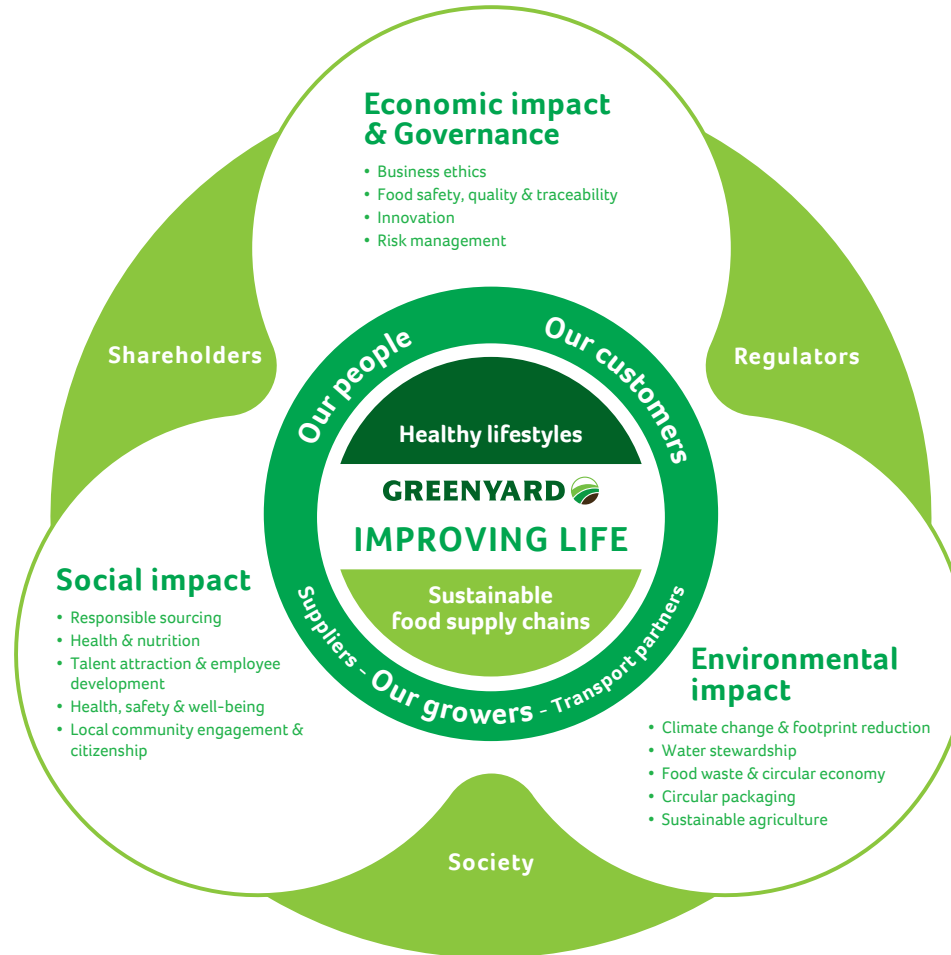 Economic impact
& Governance
• Business ethics
• Food safety, quality & traceability
• Innovation
• Risk management
Shareholders
Regulators
Our people
Our customers
Healthy lifestyles
GREENYARD
IMPROVING LIFE
Sustainable
food supply chains
Suppliers - Our growers - Transport partners
Social impact
• Responsible sourcing
• Health & nutrition
• Talent attraction & employee
development
• Health, safety & well-being
• Local community engagement &
citizenship
Environmental
impact
• Climate change & footprint reduction
• Water stewardship
• Food waste & circular economy
• Circular packaging
• Sustainable agriculture
Society